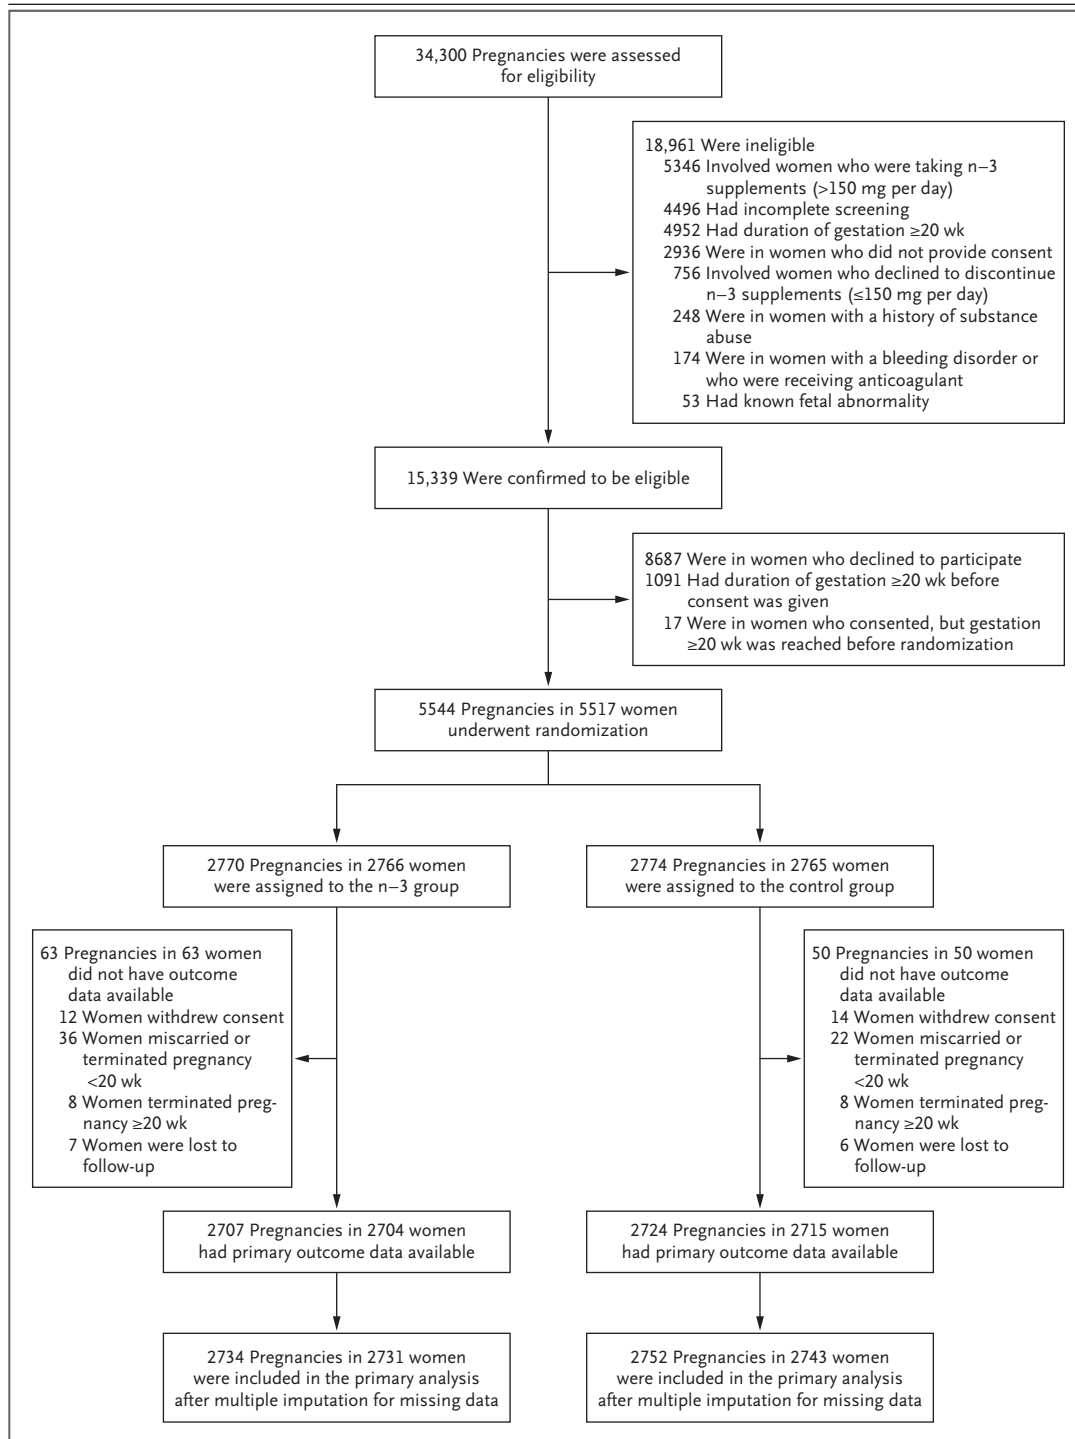 34,300 Pregnancies were assessed
for eligibility
18,961 Were ineligible
5346 Involved women who were taking n–3
supplements (>150 mg per day)
4496 Had incomplete screening
4952 Had duration of gestation ≥20 wk
2936 Were in women who did not provide consent
756 Involved women who declined to discontinue
n–3 supplements (≤150 mg per day)
248 Were in women with a history of substance
abuse
174 Were in women with a bleeding disorder or
who were receiving anticoagulant
53 Had known fetal abnormality
15,339 Were confirmed to be eligible
8687 Were in women who declined to participate
1091 Had duration of gestation ≥20 wk before
consent was given
17 Were in women who consented, but gestation
≥20 wk was reached before randomization
5544 Pregnancies in 5517 women
underwent randomization
2770 Pregnancies in 2766 women
were assigned to the n–3 group
2774 Pregnancies in 2765 women
were assigned to the control group
63 Pregnancies in 63 women
did not have outcome
data available
12 Women withdrew consent
36 Women miscarried or
terminated pregnancy
<20 wk
8 Women terminated preg-
nancy ≥20 wk
7 Women were lost to
follow-up
50 Pregnancies in 50 women
did not have outcome
data available
14 Women withdrew consent
22 Women miscarried or
terminated pregnancy
<20 wk
8 Women terminated preg-
nancy ≥20 wk
6 Women were lost to
follow-up
2707 Pregnancies in 2704 women
had primary outcome data available
2724 Pregnancies in 2715 women
had primary outcome data available
2734 Pregnancies in 2731 women
were included in the primary analysis
after multiple imputation for missing data
2752 Pregnancies in 2743 women
were included in the primary analysis
after multiple imputation for missing data